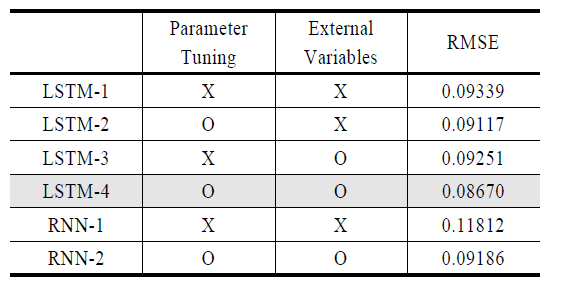 Parameter Tuning External Variables RMSE
LSTM-1 X X 0.09339
LSTM-2 O X 0.09117
LSTM-3 X O 0.09251
LSTM-4 O O 0.08670
RNN-1 X X 0.11812
RNN-2 O O 0.09186